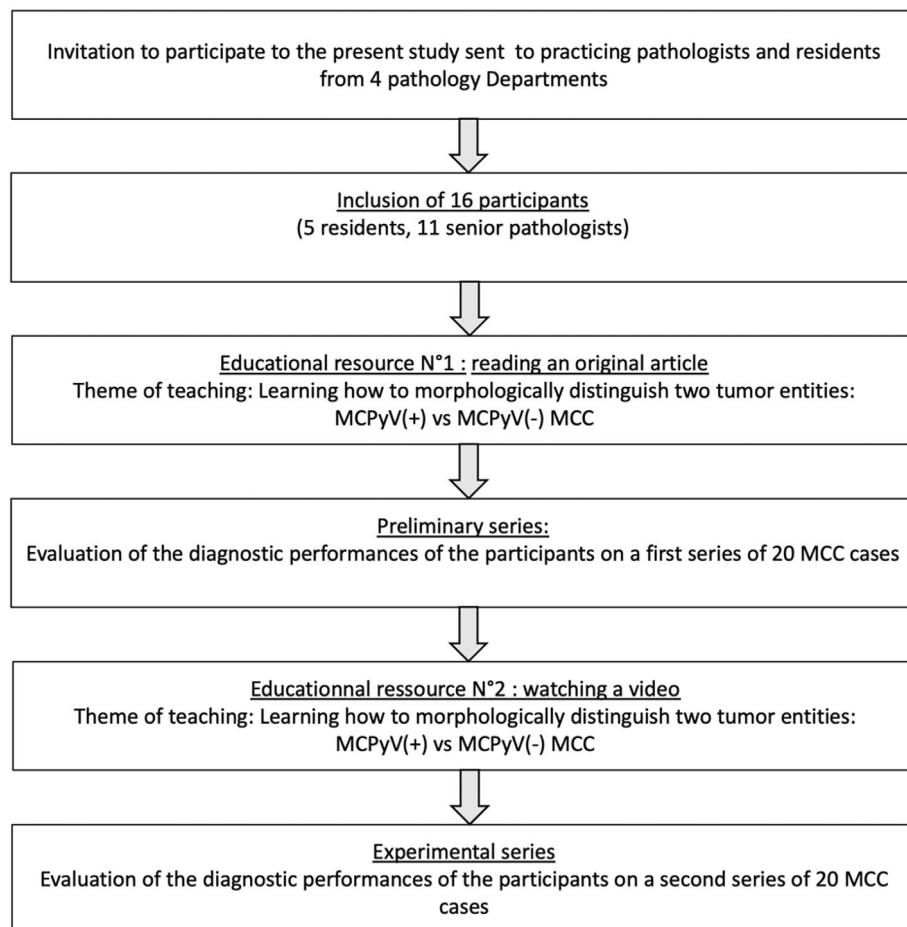 Invitation to participate to the present study sent to practing pathologists and residents
from 4 pathology Departments
Inclusion of 16 participants
(5 residents, 11 senior pathologists)
Educational resource N°1 : reading an original article
Theme of teaching: Learning how to morphologically distinguish two tumor entities:
MCPyV(+) vs MCPyV(-) MCC
Preliminary series:
Evaluation of the diagnostic performances of the participants on a first series of 20 MCC cases
Educationnal ressource N°2 : watching a video
Theme of teaching: Learning how to morphologically distinguish two tumor entities:
MCPyV(+) vs MCPyV(-) MCC
Experimental series
Evaluation of the diagnostic performances of the participants on a second series of 20 MCC
cases